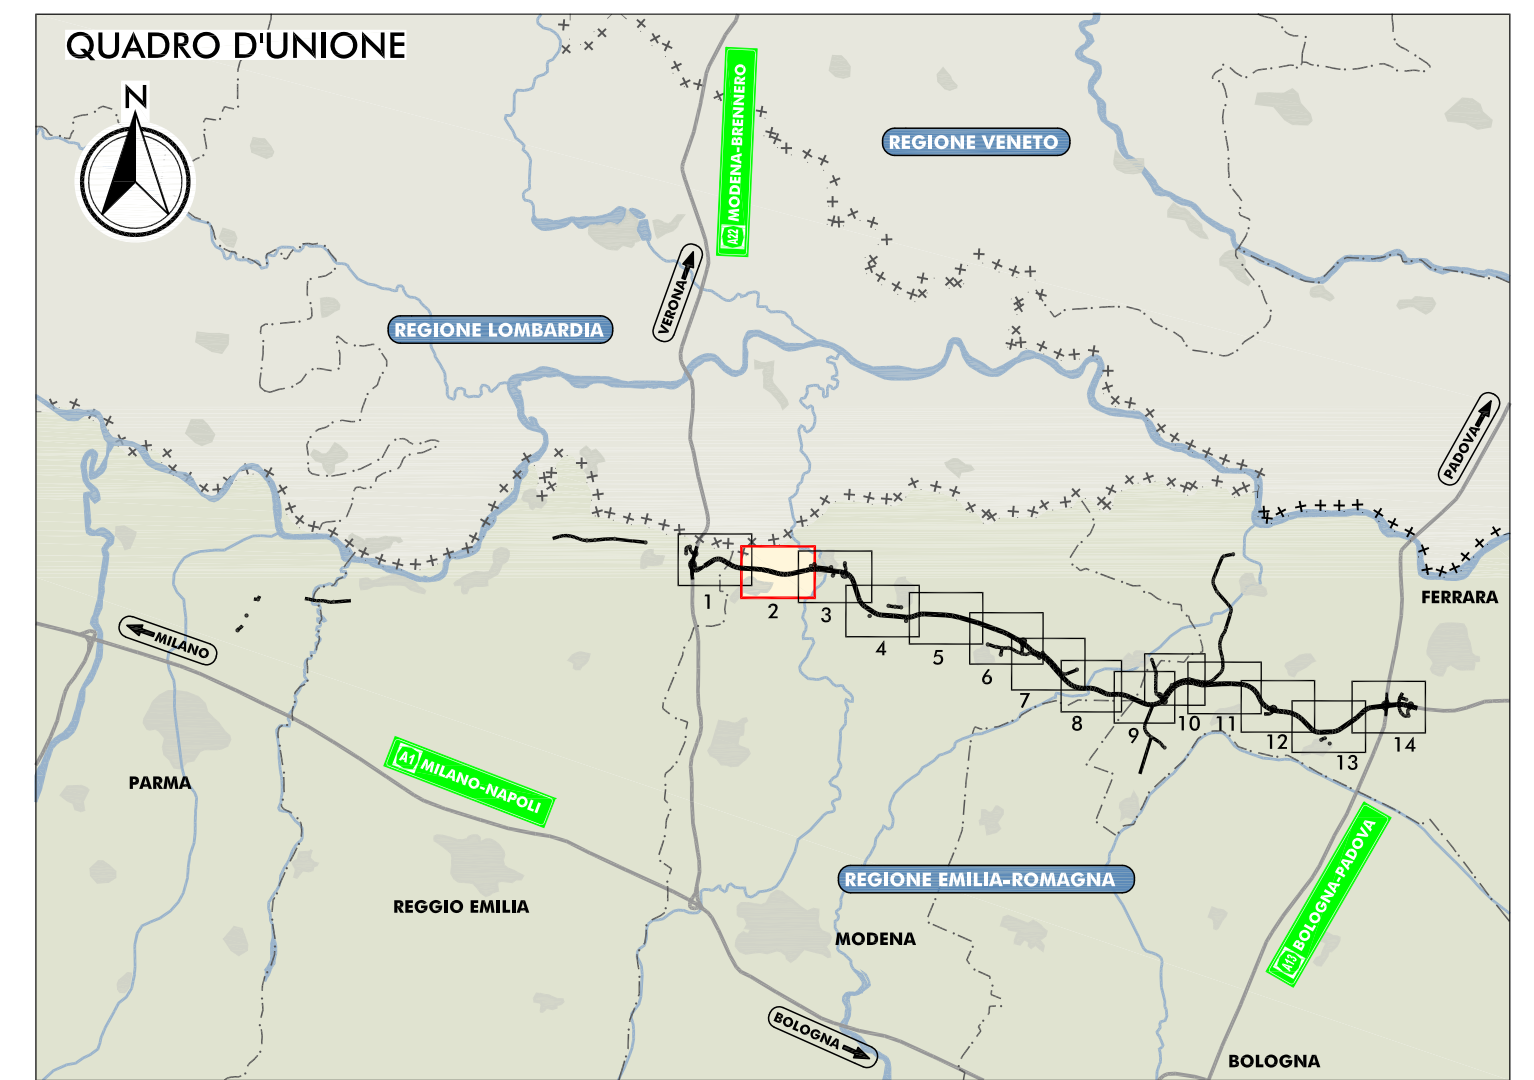 QUADRO D'UNIONE
N
A22 MODENA-BRENNERO
REGIONE VENETO
VERONA
REGIONE LOMBARDIA
PADOVA
1
2
3
4
5
6
7
8
9
10
11
12
13
14
FERRARA
MILANO
A1 MILANO-NAPOLI
PARMA
REGGIO EMILIA
REGIONE EMILIA-ROMAGNA
MODENA
A13 BOLOGNA-PADOVA
BOLOGNA
BOLOGNA